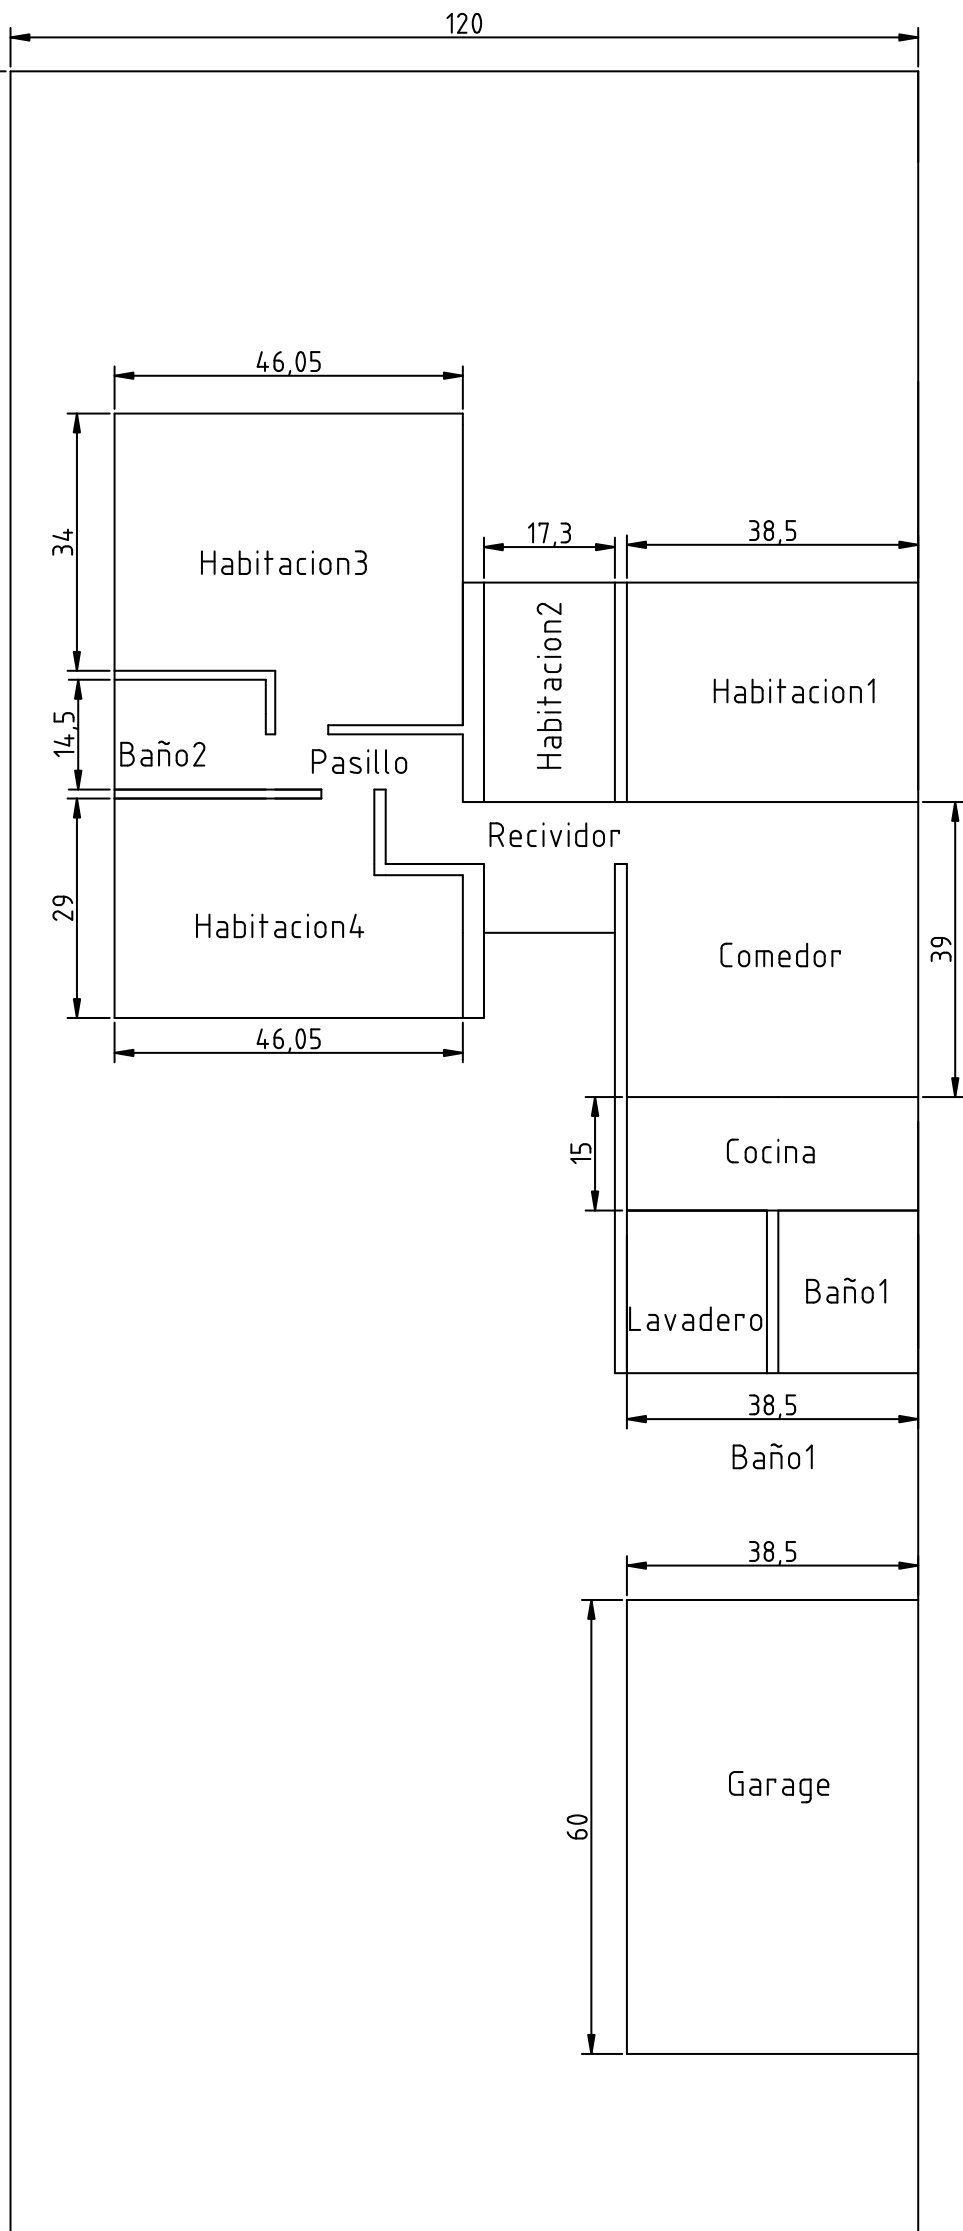 120
46,05
34
Habitacion3
17,3
38,5
Habitacion2
Habitacion1
14,5
Baño2
Pasillo
Recividor
29
Habitacion4
Comedor
39
46,05
15
Cocina
Lavadero
Baño1
38,5
Baño1
38,5
Garage
60